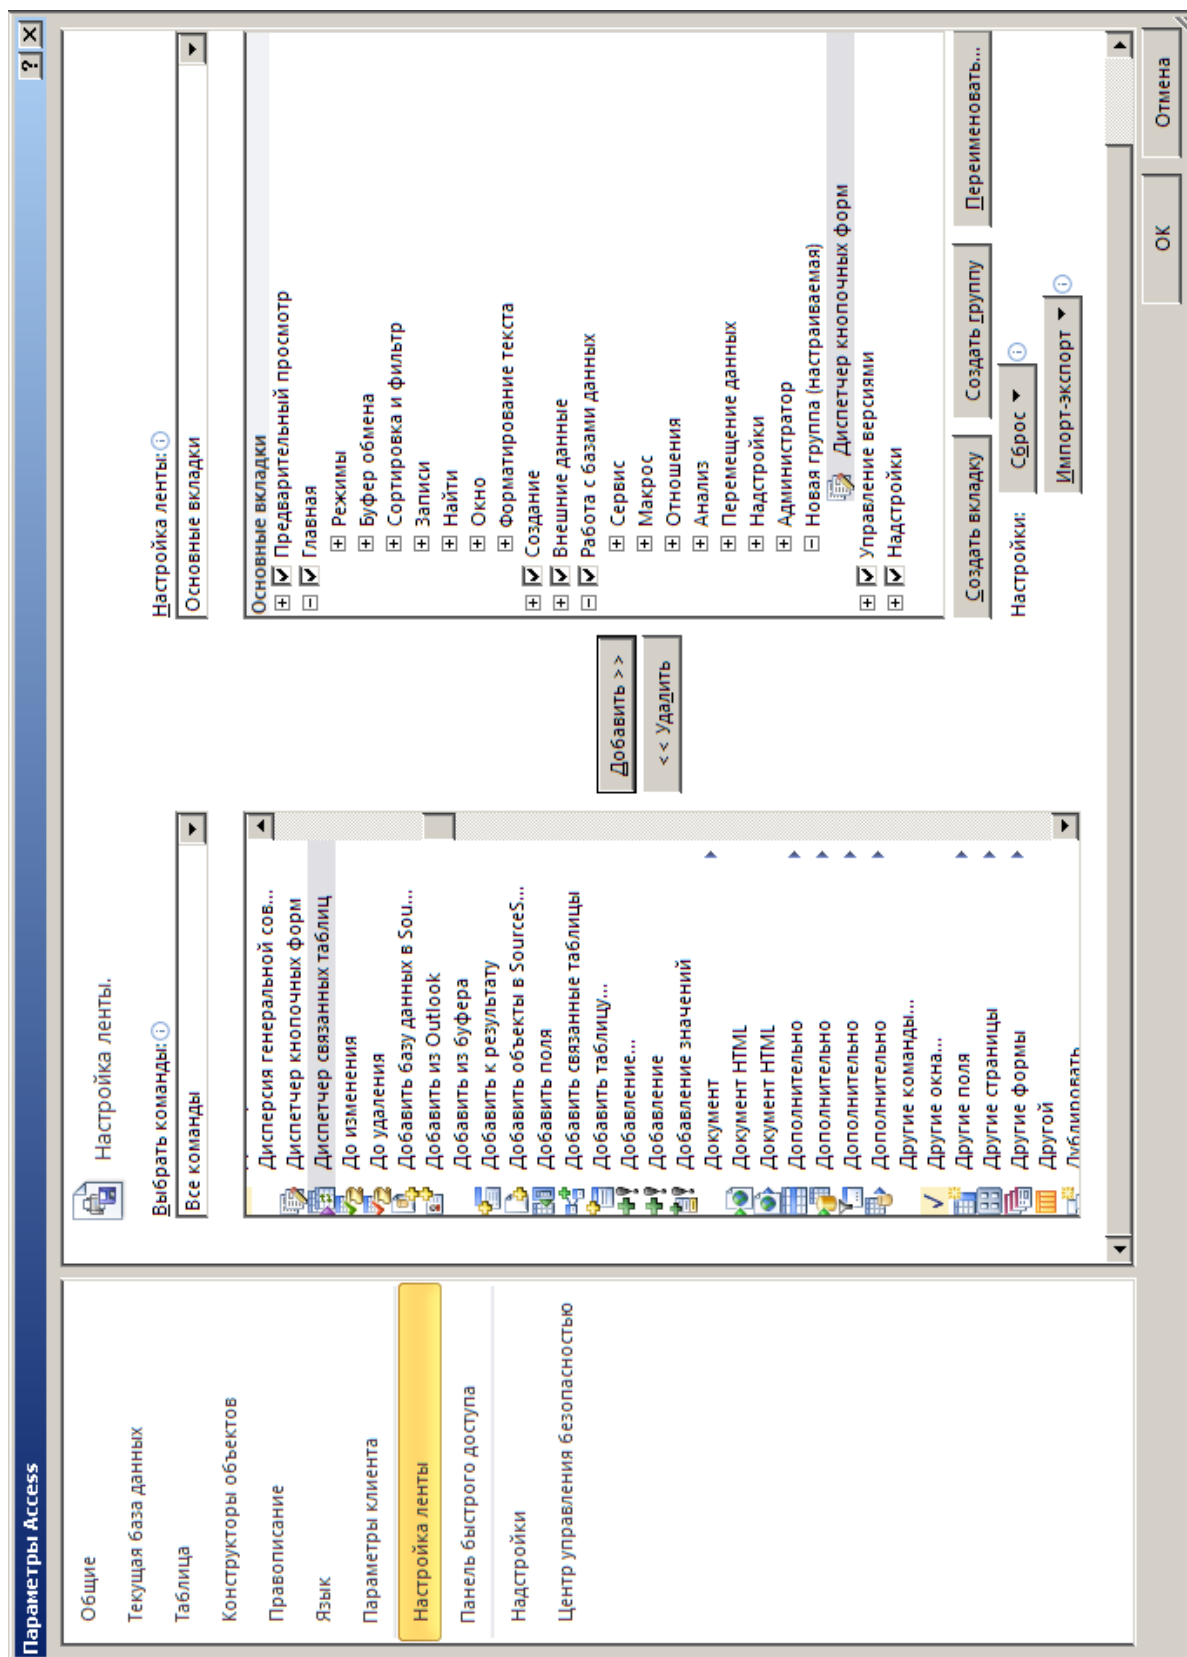 Параметры Access
Общие
Текущая база данных
Таблица
Конструкторы объектов
Правописание
Язык
Параметры клиента
Настройка ленты
Панель быстрого доступа
Надстройки
Центр управления безопасностью
Настройка ленты.
Выбрать команды:
Все команды
Дисперсия генеральной сов...
Диспетчер кнопочных форм
Диспетчер связанных таблиц
До изменения
До удаления
Добавить базу данных в Sou...
Добавить из Outlook
Добавить из буфера
Добавить к результату
Добавить объекты в SourceS...
Добавить поля
Добавить связанные таблицы
Добавить таблицу...
Добавление...
Добавление
Добавление значений
Документ
Документ HTML
Документ HTML
Дополнительно
Дополнительно
Дополнительно
Дополнительно
Другие команды...
Другие окна...
Другие поля
Другие страницы
Другие формы
Другой
Дублировать
Добавить >>
<< Удалить
Настройка ленты:
Основные вкладки
Основные вкладки
Предварительный просмотр
Главная
Режимы
Буфер обмена
Сортировка и фильтр
Записи
Найти
Окно
Форматирование текста
Создание
Внешние данные
Работа с базами данных
Сервис
Макрос
Отношения
Анализ
Перемещение данных
Надстройки
Администратор
Новая группа (настраиваемая)
Диспетчер кнопочных форм
Управление версиями
Надстройки
Создать вкладку Создать группу Переименовать...
Настройки: Сброс
Импорт-экспорт
ОК Отмена